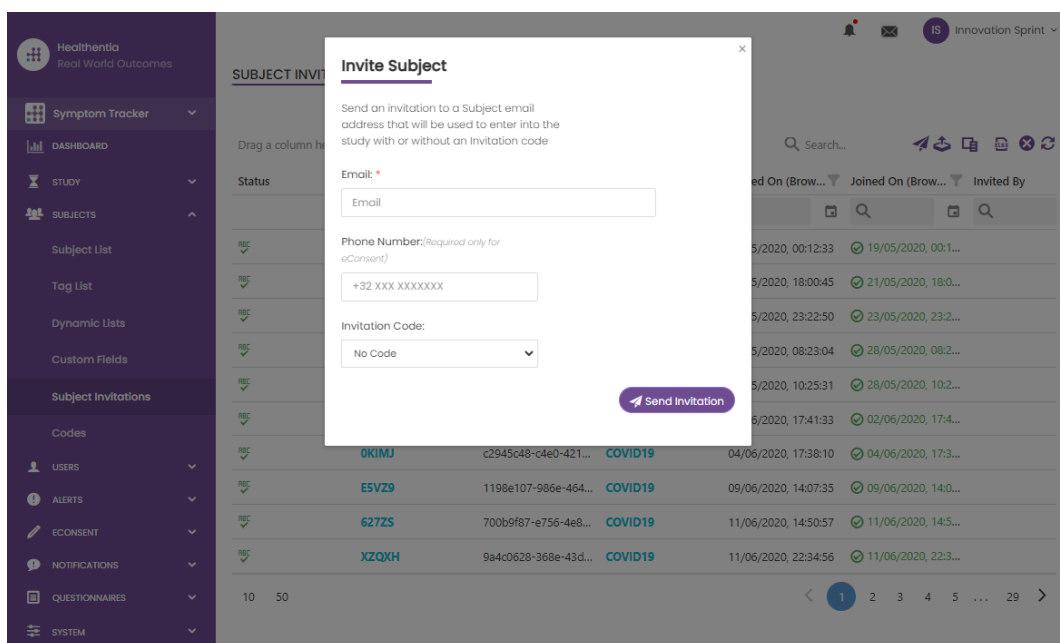 Healthentia
Real World Outcomes
IS Innovation Sprint
Symptom Tracker
DASHBOARD
STUDY
SUBJECTS
Subject List
Tag List
Dynamic Lists
Custom Fields
Subject Invitations
Codes
USERS
ALERTS
ECONSENT
NOTIFICATIONS
QUESTIONNAIRES
SYSTEM
SUBJECT INVIT
Drag a column he
Search...
Status
ed On (Brow...
Joined On (Brow...
Invited By
Invite Subject
×
Send an invitation to a Subject email
address that will be used to enter into the
study with or without an Invitation code
Email: *
Email
Phone Number:(Required only for
eConsent)
+32 XXX XXXXXXX
Invitation Code:
No Code
Send Invitation
ABC 5/2020, 00:12:33 19/05/2020, 00:1...
ABC 5/2020, 18:00:45 21/05/2020, 18:0...
ABC 5/2020, 23:22:50 23/05/2020, 23:2...
ABC 5/2020, 08:23:04 28/05/2020, 08:2...
ABC 5/2020, 10:25:31 28/05/2020, 10:2...
ABC 6/2020, 17:41:33 02/06/2020, 17:4...
ABC 0KIMJ c2945c48-c4e0-421... COVID19 04/06/2020, 17:38:10 04/06/2020, 17:3...
ABC E5VZ9 1198e107-986e-464... COVID19 09/06/2020, 14:07:35 09/06/2020, 14:0...
ABC 627ZS 700b9f87-e756-4e8... COVID19 11/06/2020, 14:50:57 11/06/2020, 14:5...
ABC XZQXH 9a4c0628-368e-43d... COVID19 11/06/2020, 22:34:56 11/06/2020, 22:3...
10 50
1 2 3 4 5 ... 29